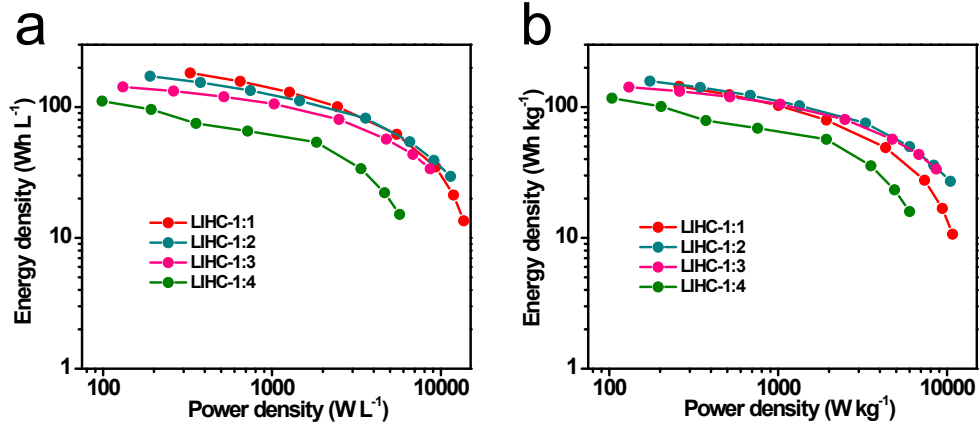 a
Energy density (Wh L⁻¹)
100
10
1
LIHC-1:1
LIHC-1:2
LIHC-1:3
LIHC-1:4
100 1000 10000
Power density (W L⁻¹)
b
Energy density (Wh kg⁻¹)
100
10
1
LIHC-1:1
LIHC-1:2
LIHC-1:3
LIHC-1:4
100 1000 10000
Power density (W kg⁻¹)